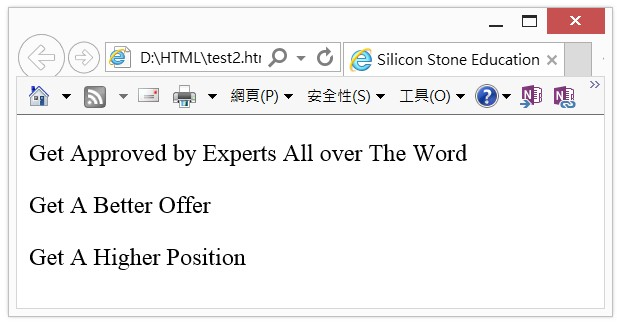 D:\HTML\test2.htn
Silicon Stone Education
網頁(P) 安全性(S) 工具(O)
Get Approved by Experts All over The Word
Get A Better Offer
Get A Higher Position